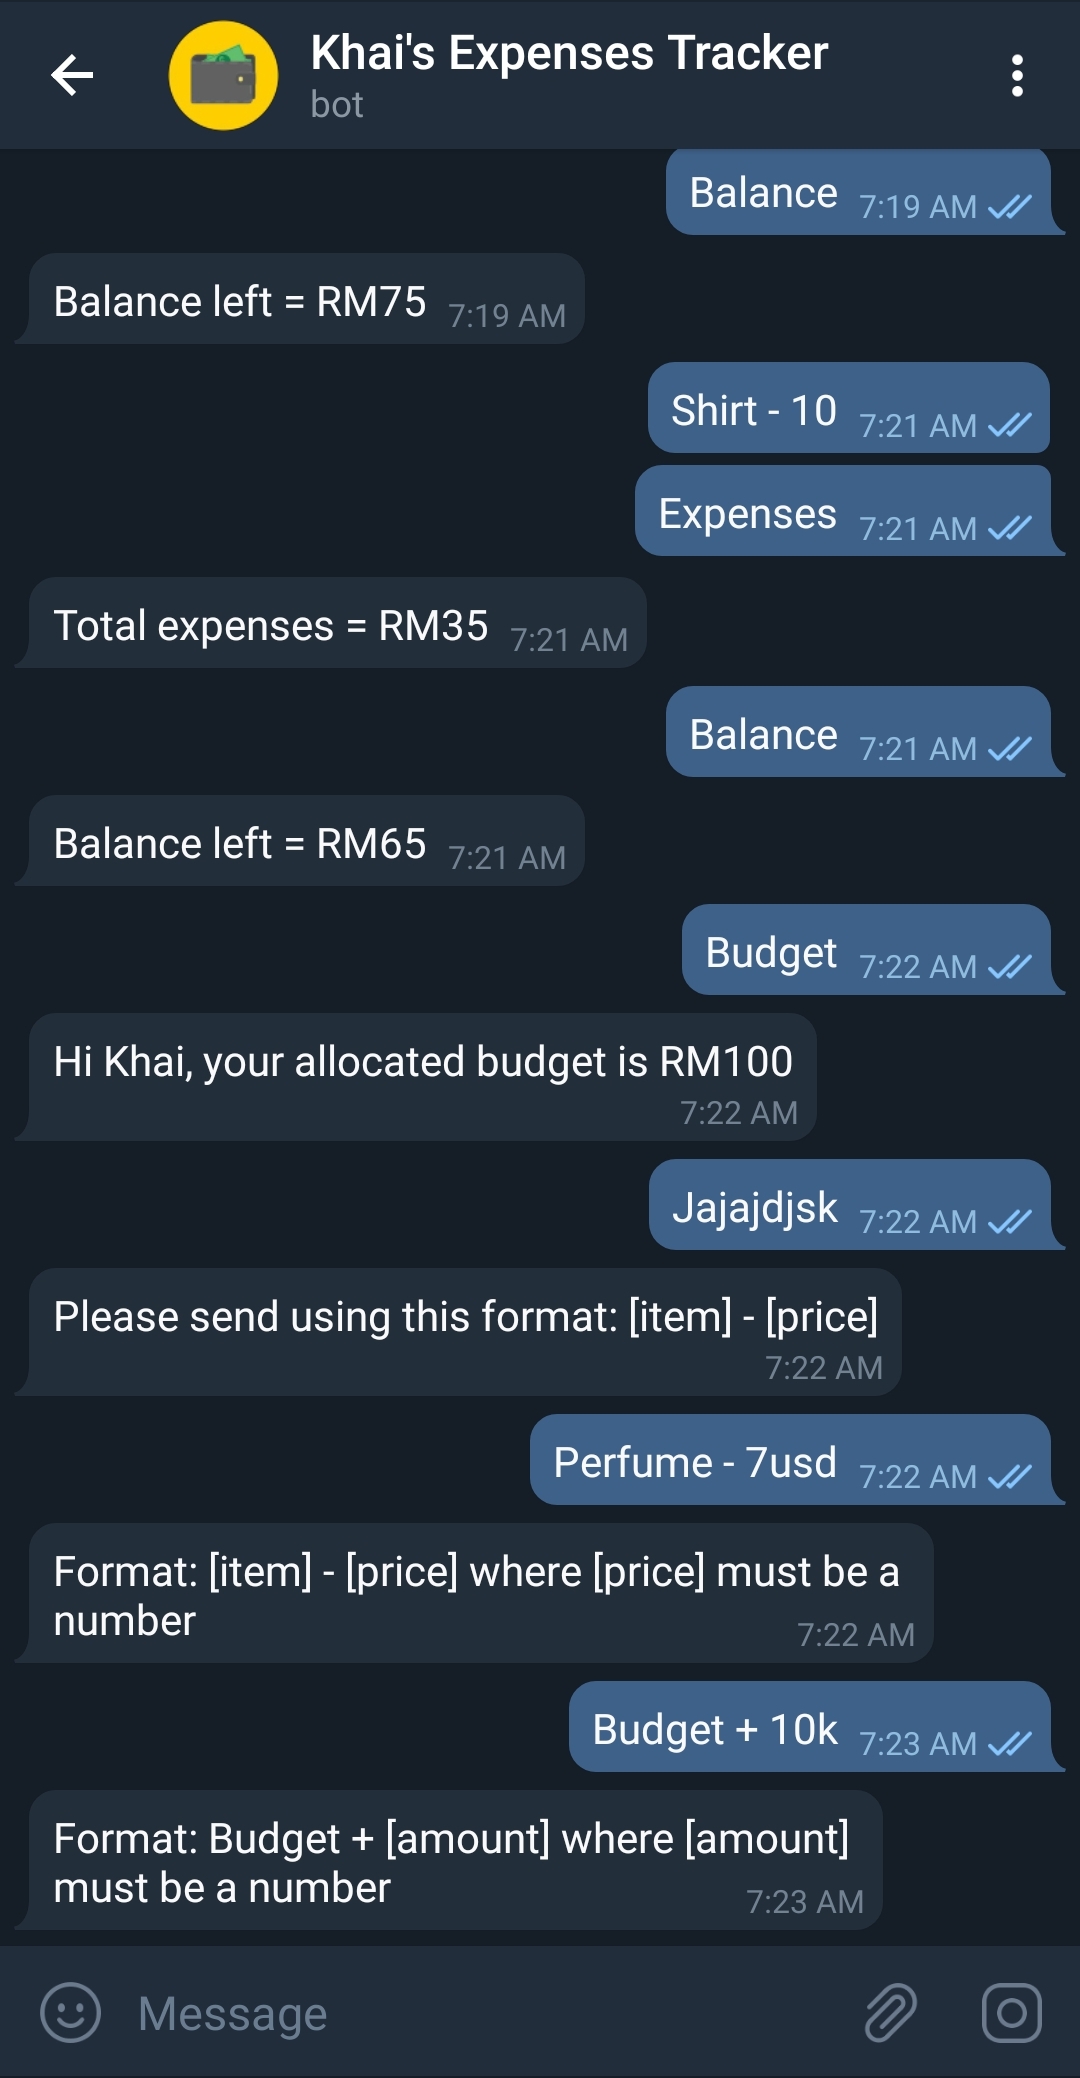 Khai's Expenses Tracker
bot
Balance 7:19 AM
Balance left = RM75 7:19 AM
Shirt - 10 7:21 AM
Expenses 7:21 AM
Total expenses = RM35 7:21 AM
Balance 7:21 AM
Balance left = RM65 7:21 AM
Budget 7:22 AM
Hi Khai, your allocated budget is RM100
7:22 AM
Jajajdjsk 7:22 AM
Please send using this format: [item] - [price]
7:22 AM
Perfume - 7usd 7:22 AM
Format: [item] - [price] where [price] must be a
number 7:22 AM
Budget + 10k 7:23 AM
Format: Budget + [amount] where [amount]
must be a number 7:23 AM
Message